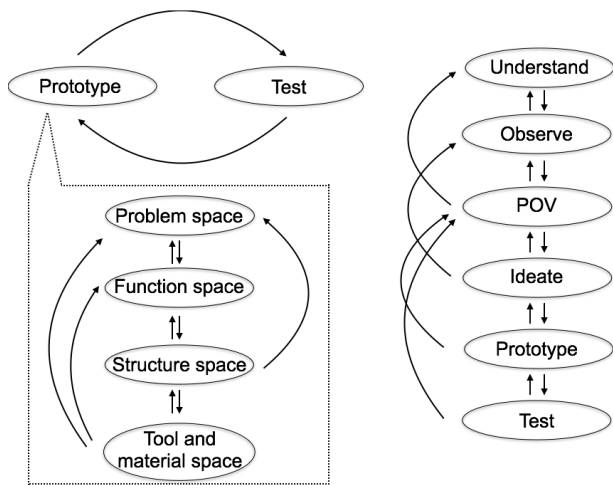 Prototype
Test
Problem space
Function space
Structure space
Tool and
material space
Understand
Observe
POV
Ideate
Prototype
Test